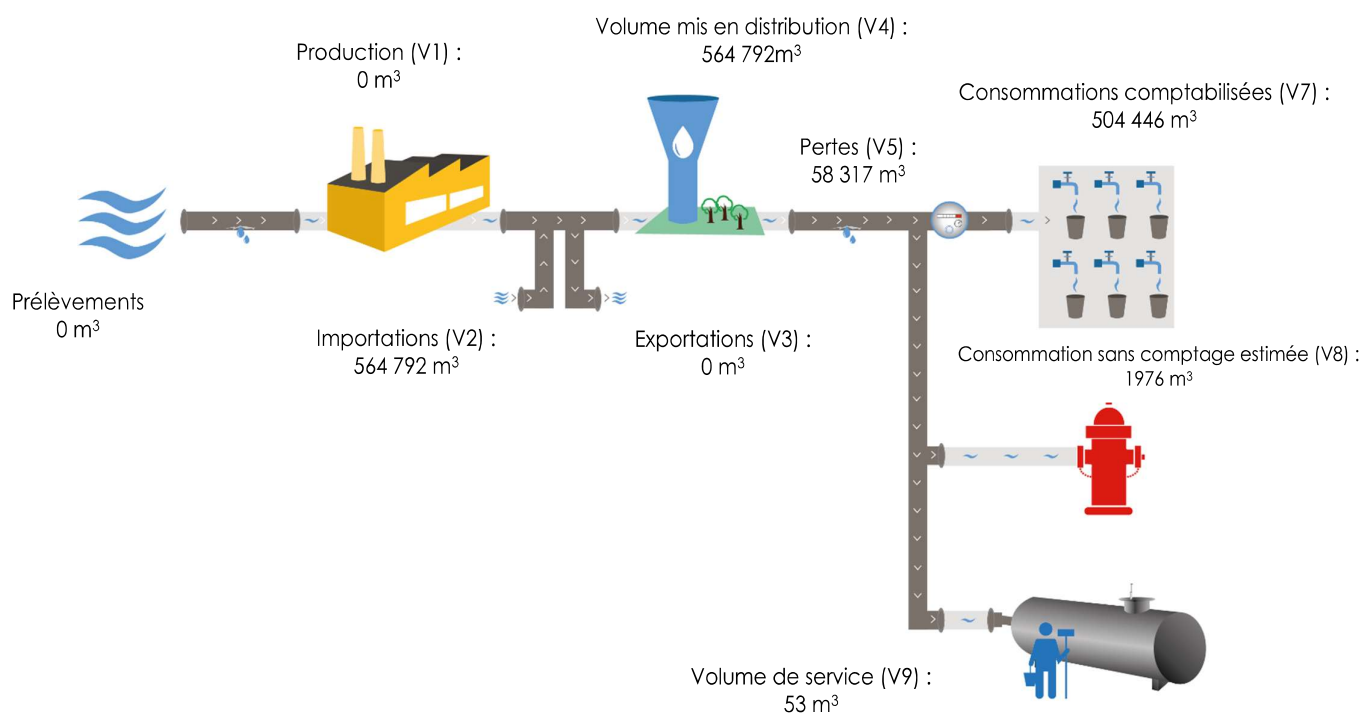 Production (V1) :
0 m³
Volume mis en distribution (V4) :
564 792m³
Consommations comptabilisées (V7) :
504 446 m³
Pertes (V5) :
58 317 m³
Prélèvements
0 m³
Importations (V2) :
564 792 m³
Exportations (V3) :
0 m³
Consommation sans comptage estimée (V8) :
1976 m³
Volume de service (V9) :
53 m³